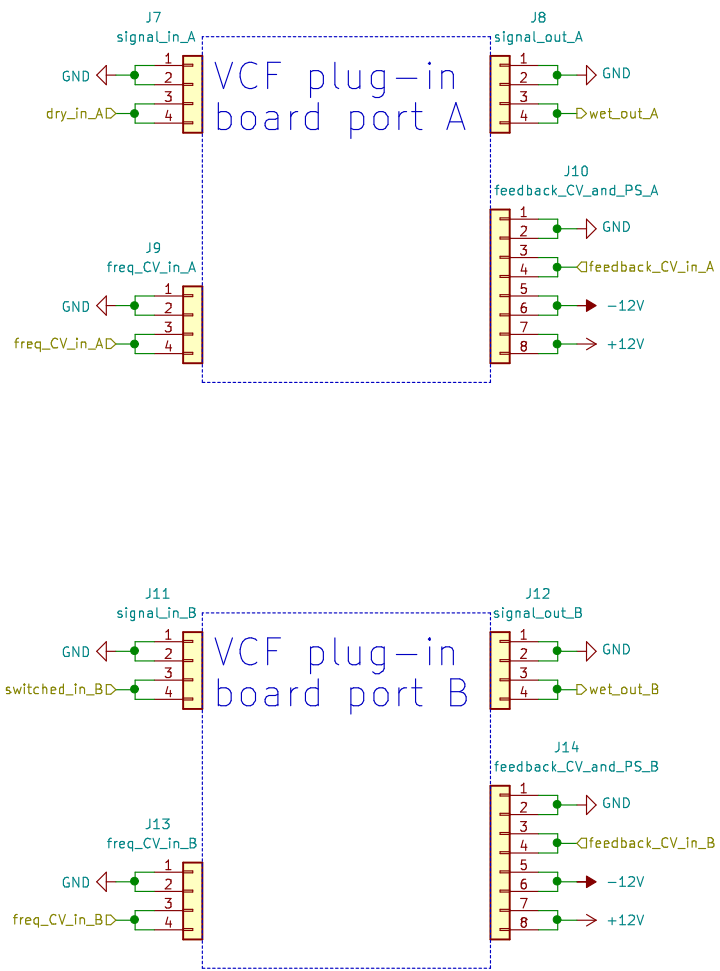 J7
signal_in_A
J8
signal_out_A
VCF plug-in
board port A
GND
1
2
dry_in_A
3
4
1
2
GND
3
4
wet_out_A
J10
feedback_CV_and_PS_A
1
2
GND
3
4
feedback_CV_in_A
5
6
-12V
7
8
+12V
J9
freq_CV_in_A
GND
1
2
freq_CV_in_A
3
4
J11
signal_in_B
J12
signal_out_B
VCF plug-in
board port B
GND
1
2
switched_in_B
3
4
1
2
GND
3
4
wet_out_B
J14
feedback_CV_and_PS_B
1
2
GND
3
4
feedback_CV_in_B
5
6
-12V
7
8
+12V
J13
freq_CV_in_B
GND
1
2
freq_CV_in_B
3
4